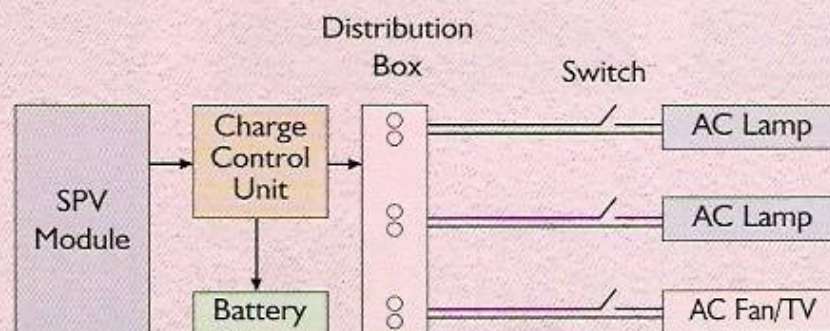 Distribution
Box
Switch
SPV
Module
Charge
Control
Unit
AC Lamp
AC Lamp
Battery
AC Fan/TV